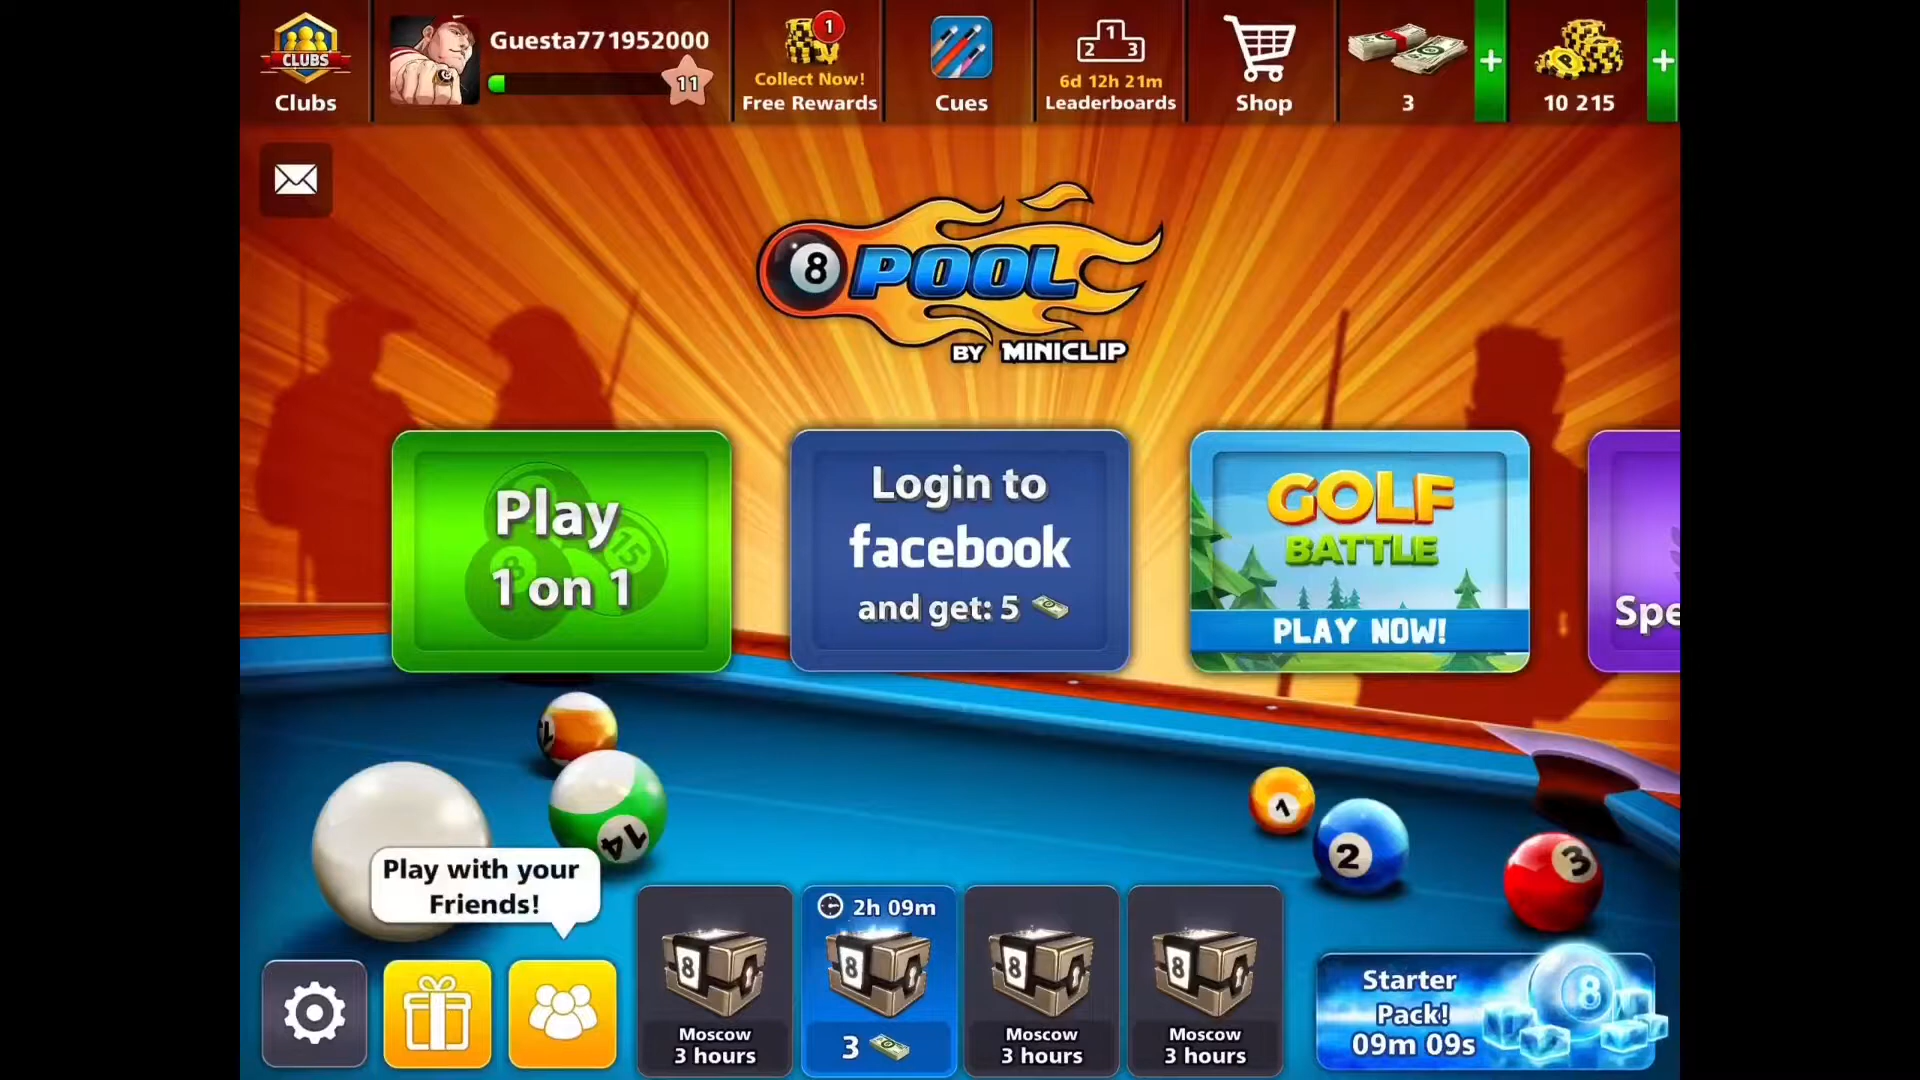 CLUBS
Clubs
Guesta771952000
11
1
Collect Now!
Free Rewards
Cues
1
2 3
6d 12h 21m
Leaderboards
Shop
3
+
10 215
+
8 POOL
BY MINICLIP
Play
1 on 1
8
15
Login to
facebook
and get: 5
GOLF
BATTLE
PLAY NOW!
Spe
14
1
2
3
Play with your
Friends!
8
Moscow
3 hours
2h 09m
8
3
8
Moscow
3 hours
8
Moscow
3 hours
Starter
Pack!
09m 09s
8